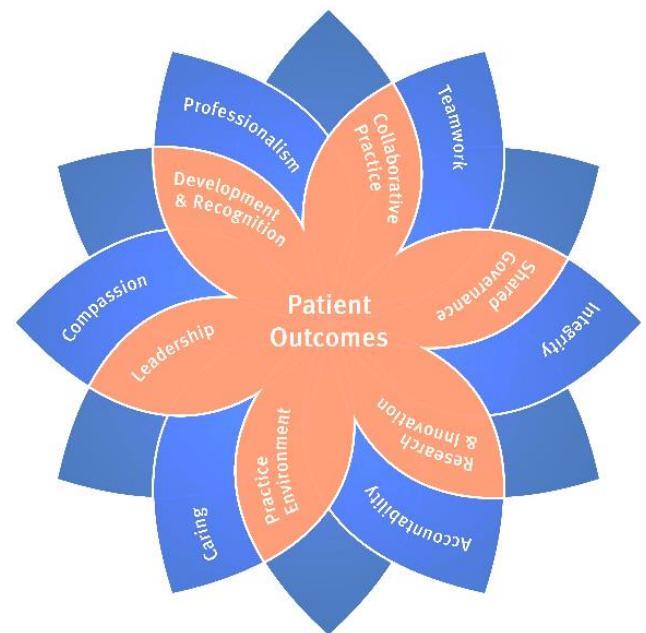 Patient
Outcomes
Collaborative
Practice
Shared
Governance
Research
& Innovation
Practice
Environment
Leadership
Development
& Recognition
Teamwork
Integrity
Accountability
Caring
Compassion
Professionalism